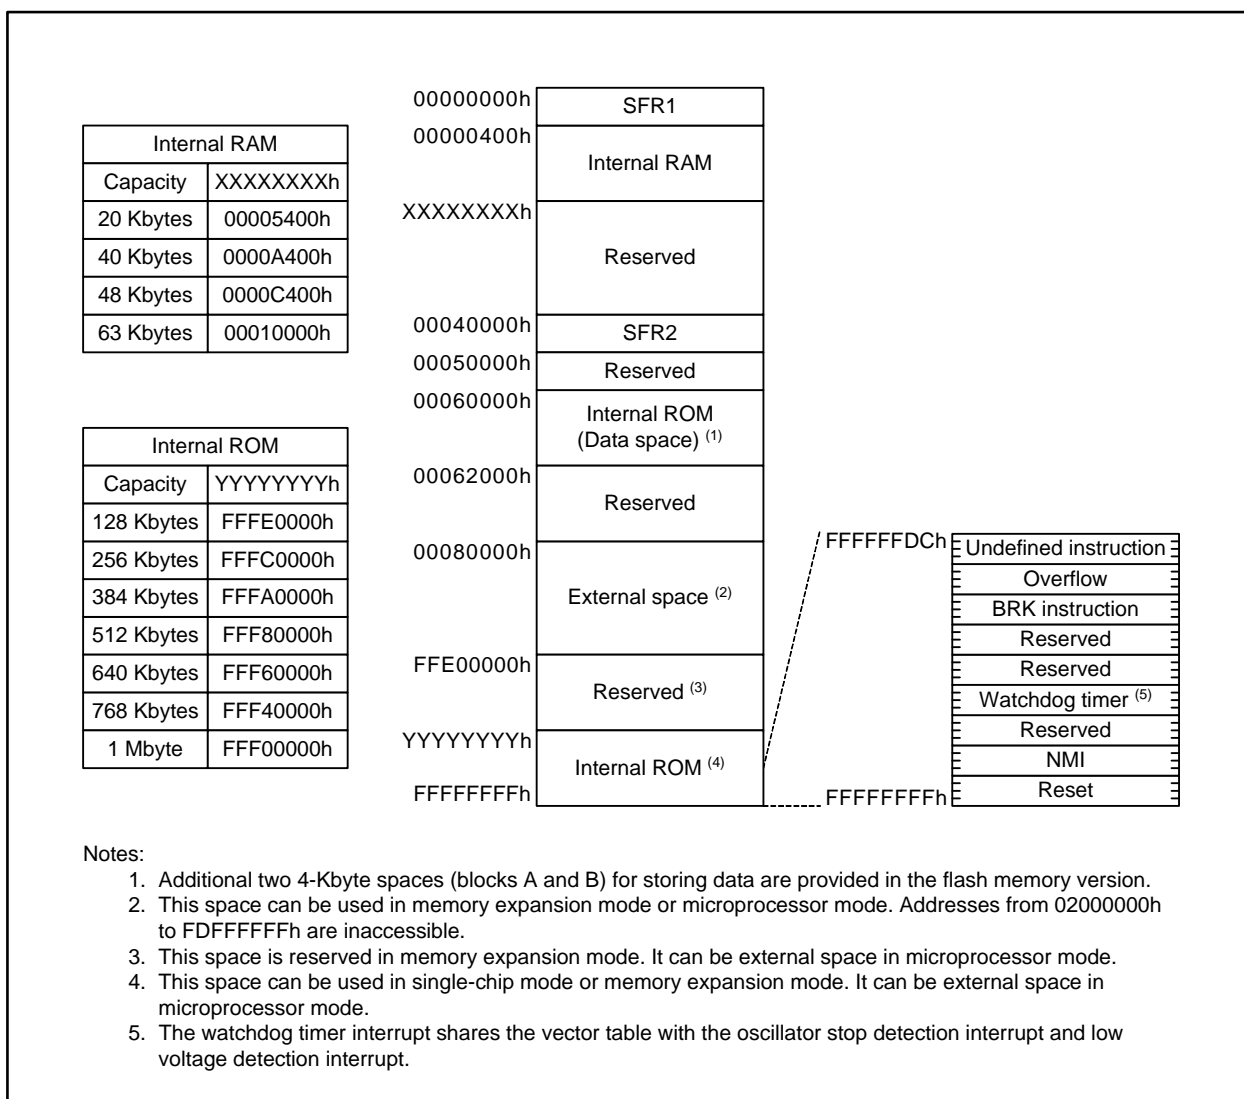 Internal RAM
Capacity XXXXXXXXh
20 Kbytes 00005400h
40 Kbytes 0000A400h
48 Kbytes 0000C400h
63 Kbytes 00010000h
Internal ROM
Capacity YYYYYYYYh
128 Kbytes FFFE0000h
256 Kbytes FFFC0000h
384 Kbytes FFFA0000h
512 Kbytes FFF80000h
640 Kbytes FFF60000h
768 Kbytes FFF40000h
1 Mbyte FFF00000h
00000000h
SFR1
00000400h
Internal RAM
XXXXXXXXh
Reserved
00040000h
SFR2
00050000h
Reserved
00060000h
Internal ROM
(Data space) (1)
00062000h
Reserved
00080000h
External space (2)
FFE00000h
Reserved (3)
YYYYYYYYh
Internal ROM (4)
FFFFFFFFh
FFFFFFDCh
Undefined instruction
Overflow
BRK instruction
Reserved
Reserved
Watchdog timer (5)
Reserved
NMI
Reset
FFFFFFFFh
Notes:
1. Additional two 4-Kbyte spaces (blocks A and B) for storing data are provided in the flash memory version.
2. This space can be used in memory expansion mode or microprocessor mode. Addresses from 02000000h
to FDFFFFFFh are inaccessible.
3. This space is reserved in memory expansion mode. It can be external space in microprocessor mode.
4. This space can be used in single-chip mode or memory expansion mode. It can be external space in
microprocessor mode.
5. The watchdog timer interrupt shares the vector table with the oscillator stop detection interrupt and low
voltage detection interrupt.